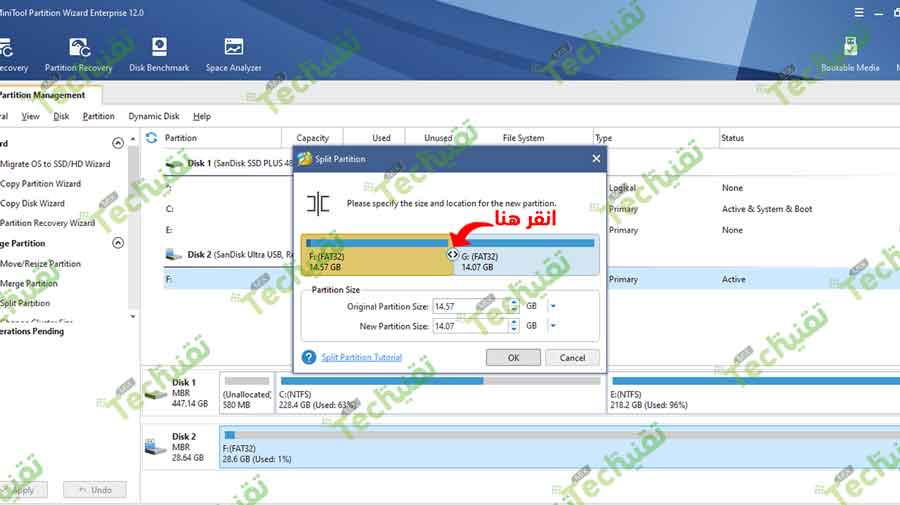 MiniTool Partition Wizard Enterprise 12.0
Recovery
Partition Recovery
Disk Benchmark
Space Analyzer
Bootable Media
Partition Management
View Disk Partition Dynamic Disk Help
Migrate OS to SSD/HD Wizard
Copy Partition Wizard
Copy Disk Wizard
Partition Recovery Wizard
ge Partition
Move/Resize Partition
Merge Partition
Split Partition
erations Pending
Apply
Undo
Partition Capacity Used Unused File System Type Status
Disk 1 (SanDisk SSD PLUS 48
*: Logical None
C: Primary Active & System & Boot
E: Primary None
Disk 2 (SanDisk Ultra USB, R
F: Primary Active
Split Partition
Please specify the size and location for the new partition.
انقر هنا
F: (FAT32)
14.57 GB
G: (FAT32)
14.07 GB
Partition Size
Original Partition Size: 14.57 GB
New Partition Size: 14.07 GB
Split Partition Tutorial
OK
Cancel
Disk 1
MBR
447.14 GB
(Unallocated)
580 MB
C:(NTFS)
228.4 GB (Used: 63%)
E:(NTFS)
218.2 GB (Used: 96%)
Disk 2
MBR
28.64 GB
F:(FAT32)
28.6 GB (Used: 1%)
تقنيتك
Techi
MIX